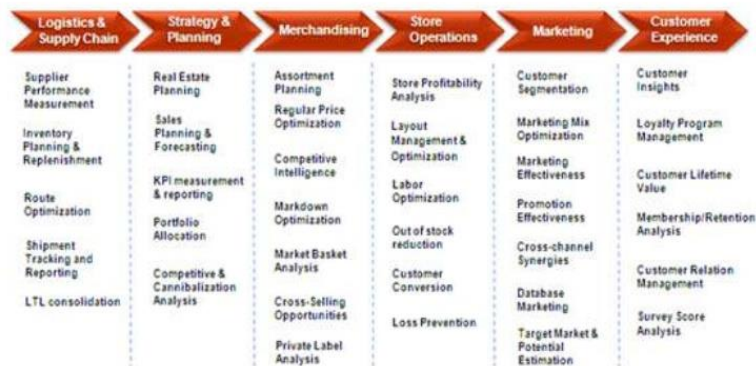 Logistics &
Supply Chain
Strategy &
Planning
Merchandising
Store
Operations
Marketing
Customer
Experience
Supplier
Performance
Measurement
Inventory
Planning &
Replenishment
Route
Optimization
Shipment
Tracking and
Reporting
LTL consolidation
Real Estate
Planning
Sales
Planning &
Forecasting
KPI measurement
& reporting
Portfolio
Allocation
Competitive &
Cannibalization
Analysis
Assortment
Planning
Regular Price
Optimization
Competitive
Intelligence
Markdown
Optimization
Market Basket
Analysis
Cross-Selling
Opportunities
Private Label
Analysis
Store Profitability
Analysis
Layout
Management &
Optimization
Labor
Optimization
Out of stock
reduction
Customer
Conversion
Loss Prevention
Customer
Segmentation
Marketing Mix
Optimization
Marketing
Effectiveness
Promotion
Effectiveness
Cross-channel
Synergies
Database
Marketing
Target Market &
Potential
Estimation
Customer
Insights
Loyalty Program
Management
Customer Lifetime
Value
Membership/Retention
Analysis
Customer Relation
Management
Survey Score
Analysis